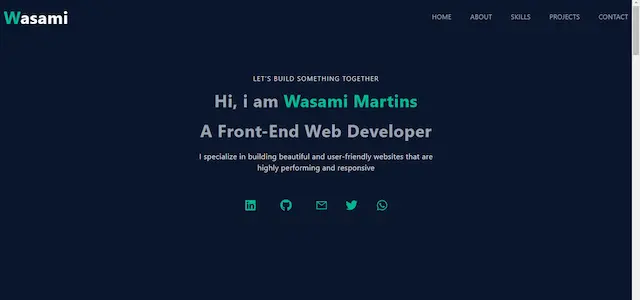 Wasami
HOME ABOUT SKILLS PROJECTS CONTACT
LET'S BUILD SOMETHING TOGETHER
Hi, i am Wasami Martins
A Front-End Web Developer
I specialize in building beautiful and user-friendly websites that are
highly performing and responsive